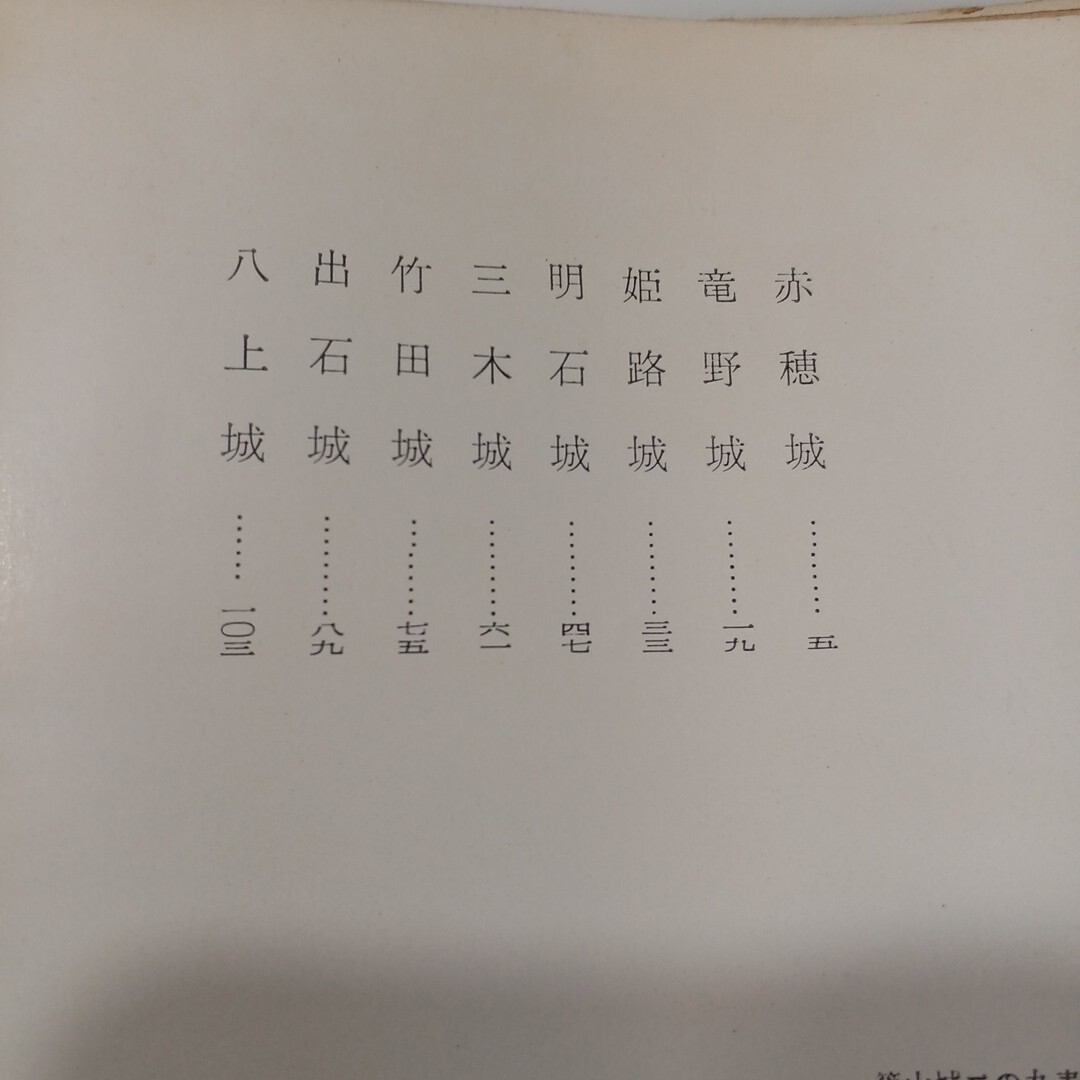 赤穂城………五
竜野城………一九
姫路城………三三
明石城………四七
三木城………六一
竹田城………七五
出石城………八九
八上城……一〇三